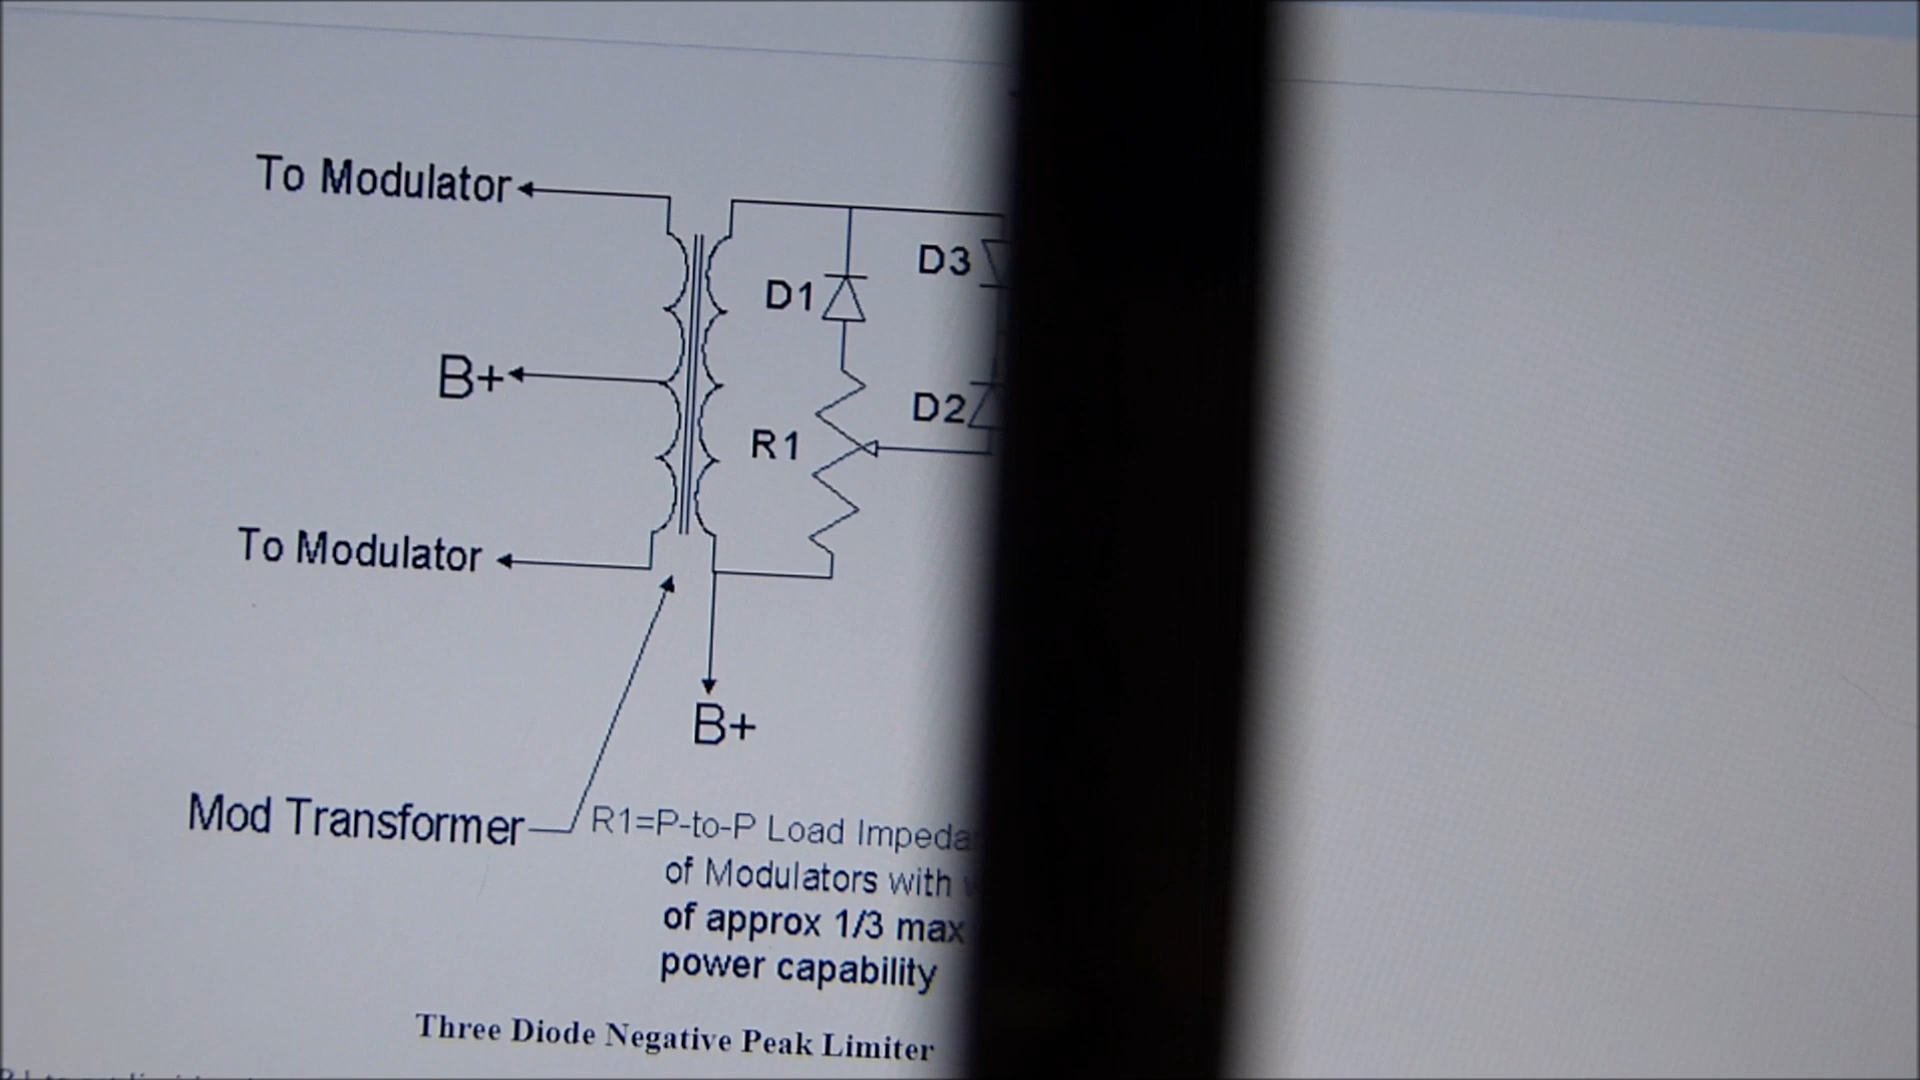 To Modulator
D3
D1
B+
D2
R1
To Modulator
B+
Mod Transformer
R1=P-to-P Load
of Modulators with
of approx 1/3 max
power capability
Three Diode Negative Peak Limiter